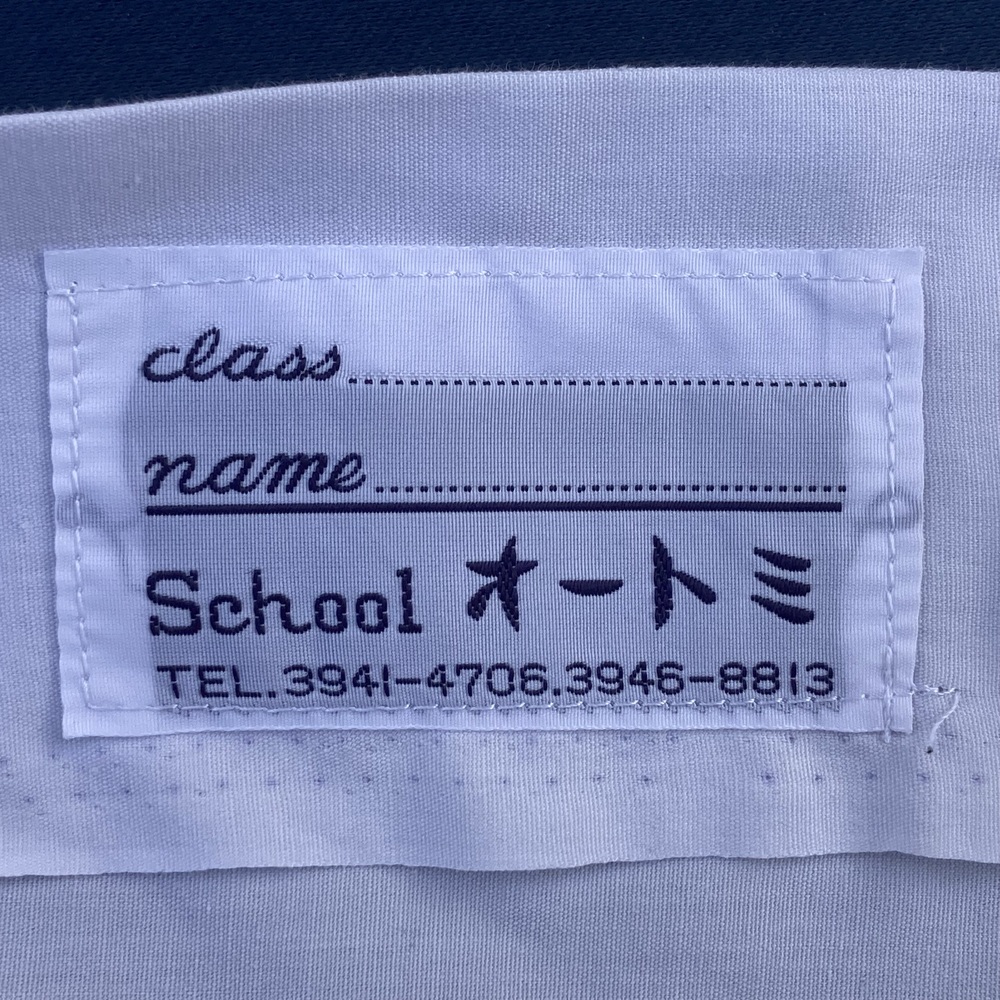 class
name
School オートミ
TEL.3941-4706.3946-8813